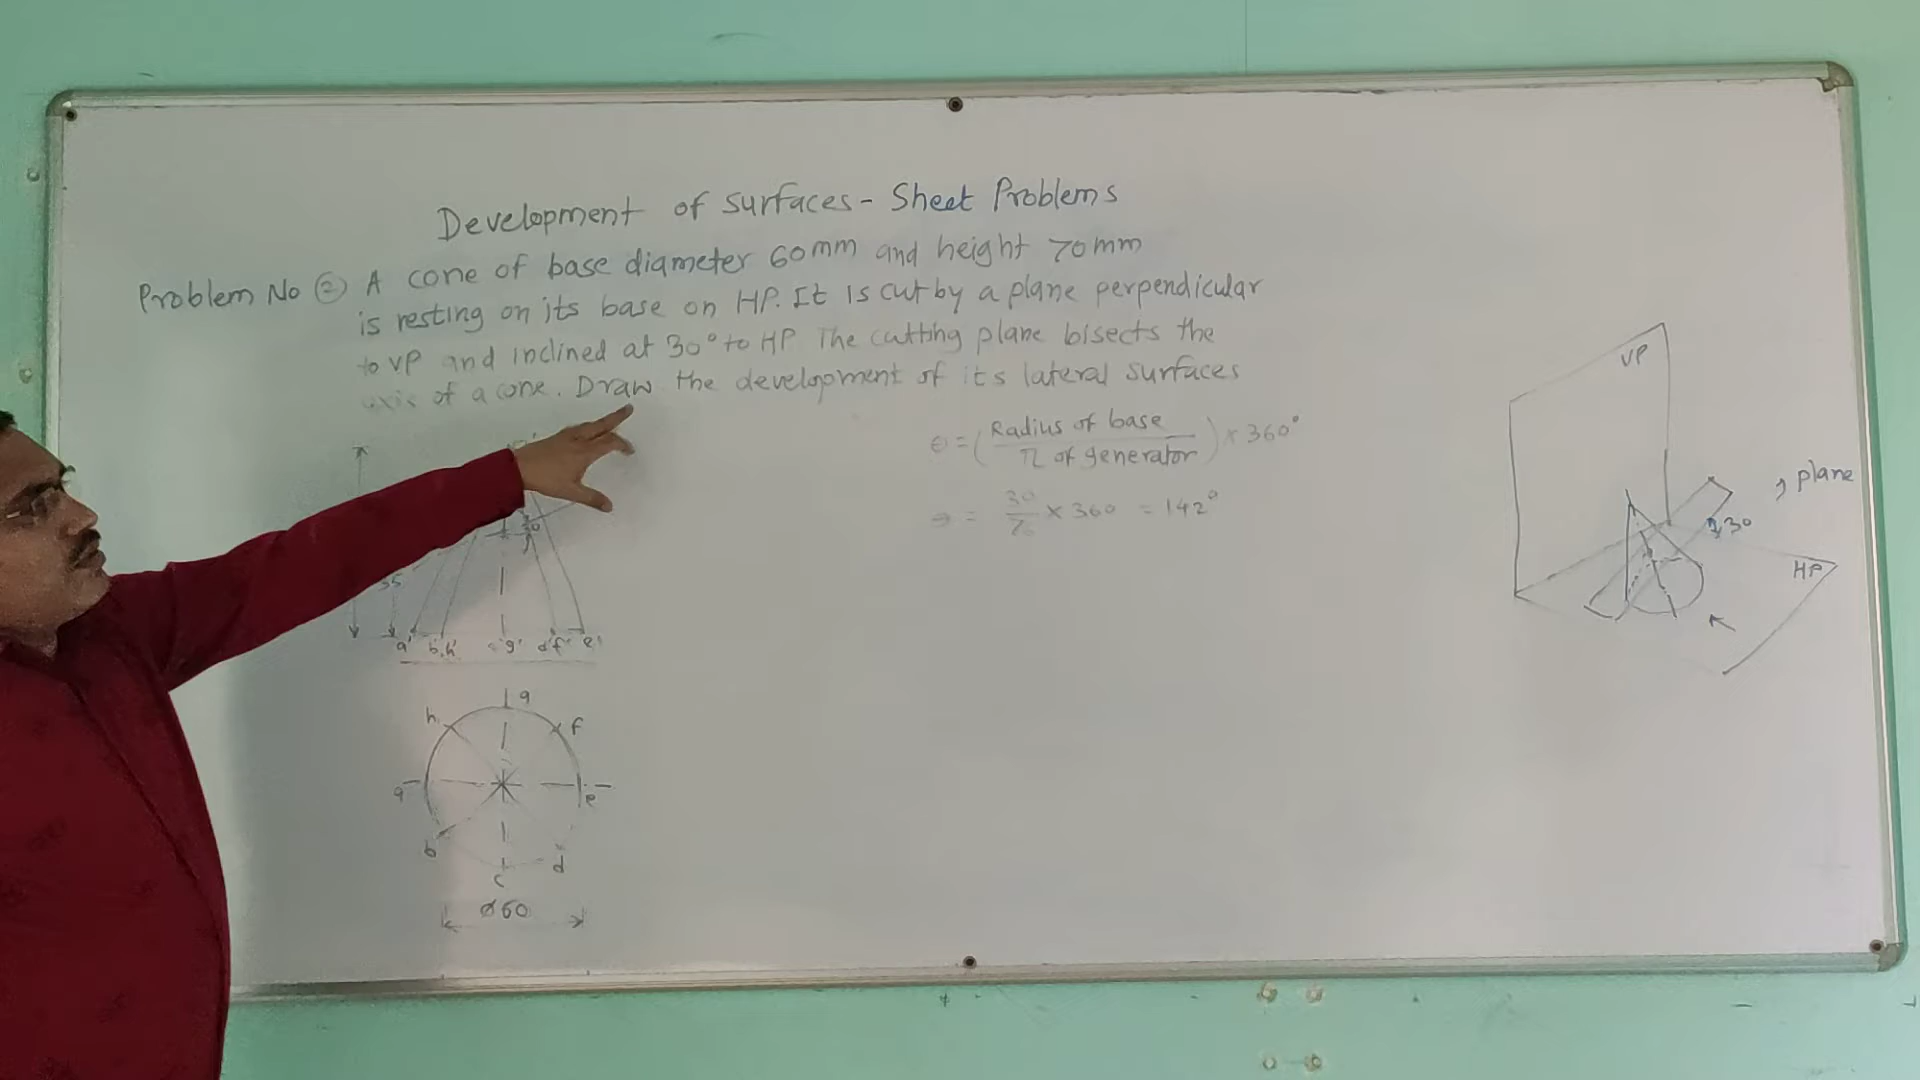 Development of surfaces - Sheet Problems
Problem No ② A cone of base diameter 60mm and height 70mm
is resting on its base on HP. It is cut by a plane perpendicular
to VP and inclined at 30° to HP The cutting plane bisects the
axis of a cone. Draw the development of its lateral surfaces
θ = (Radius of base / TL of generator) × 360°
θ = 30/76 × 360 = 142°
VP
plane
30
HP
30
35
a' b',h' c'g' d'f' e'
g
h f
a e
b d
c
ø60